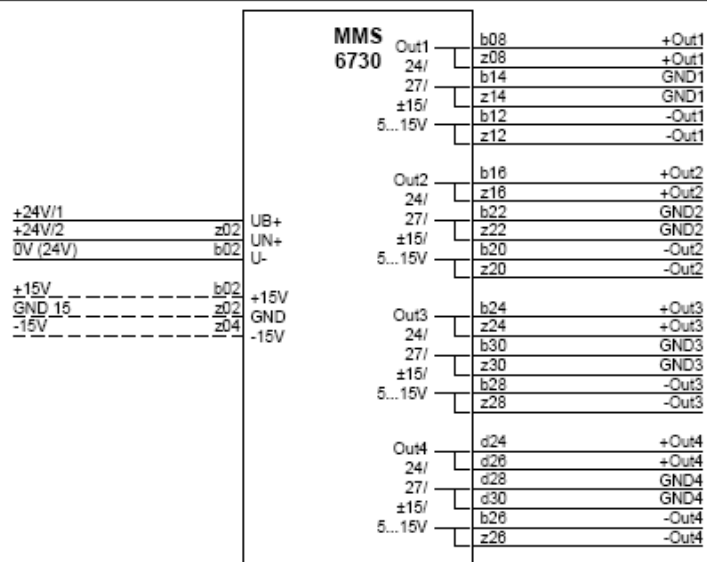 MMS
6730
Out1
24/
27/
±15/
5...15V
b08 +Out1
z08 +Out1
b14 GND1
z14 GND1
b12 -Out1
z12 -Out1
Out2
24/
27/
±15/
5...15V
b16 +Out2
z16 +Out2
b22 GND2
z22 GND2
b20 -Out2
z20 -Out2
+24V/1 UB+
+24V/2 z02 UN+
0V (24V) b02 U-
+15V b02 +15V
GND 15 z02 GND
-15V z04 -15V
Out3
24/
27/
±15/
5...15V
b24 +Out3
z24 +Out3
b30 GND3
z30 GND3
b28 -Out3
z28 -Out3
Out4
24/
27/
±15/
5...15V
d24 +Out4
d26 +Out4
d28 GND4
d30 GND4
b26 -Out4
z26 -Out4